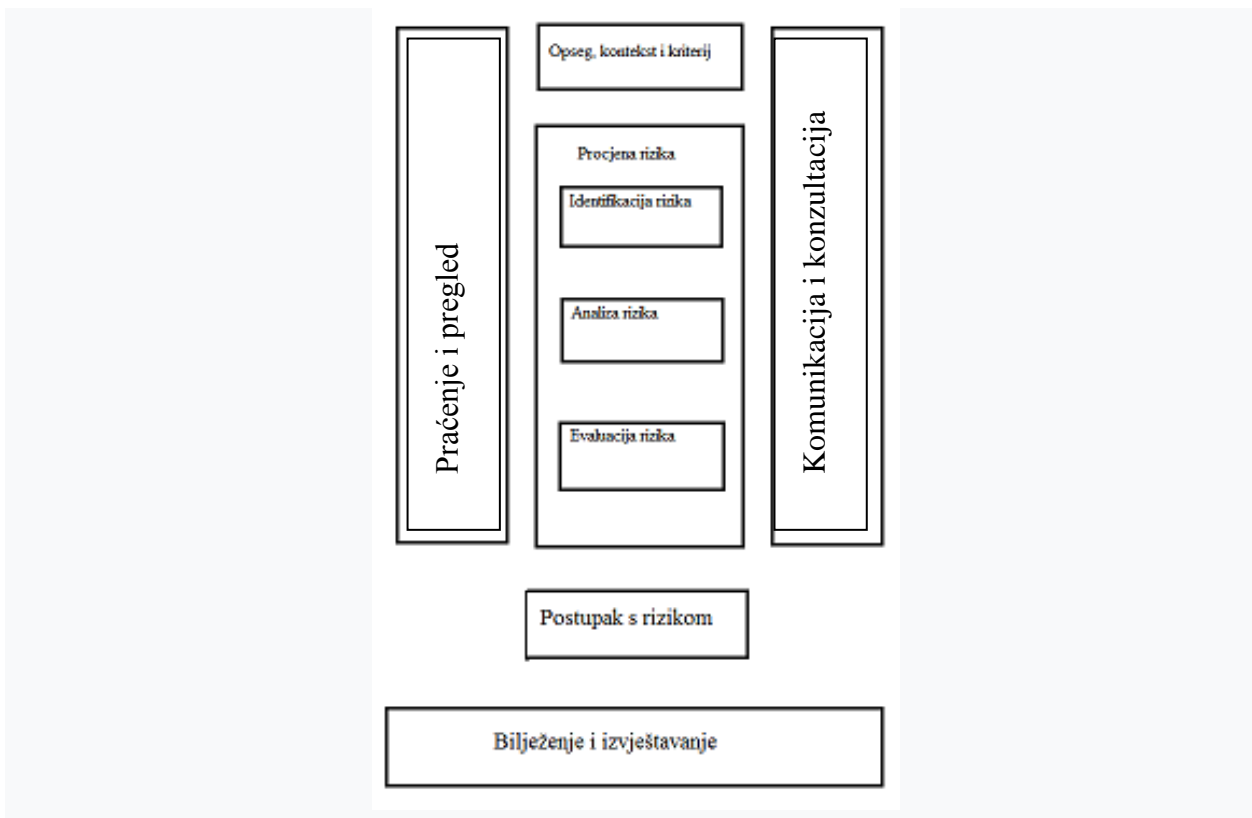 Opseg, kontekst i kriterij
Procjena rizika
Identifikacija rizika
Analiza rizika
Evaluacija rizika
Praćenje i pregled
Komunikacija i konzultacija
Postupak s rizikom
Bilježenje i izvještavanje